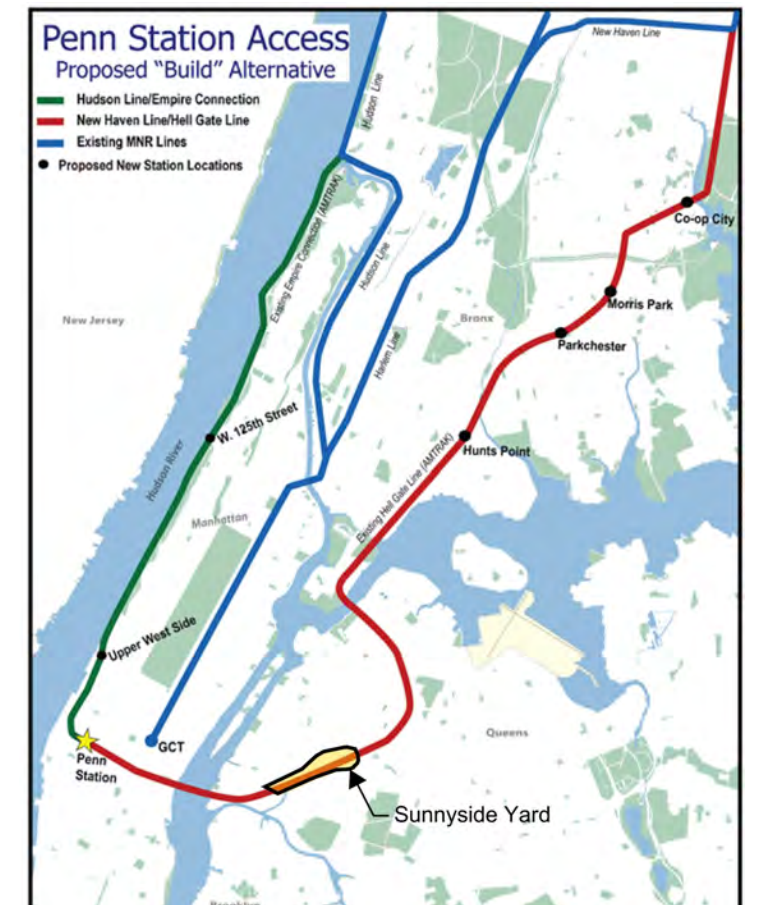 Penn Station Access
Proposed "Build" Alternative
Hudson Line/Empire Connection
New Haven Line/Hell Gate Line
Existing MNR Lines
Proposed New Station Locations
New Haven Line
Hudson Line
Existing Empire Connection (AMTRAK)
Co-op City
Hudson Line
New Jersey
Bronx
Morris Park
Harlem Line
Parkchester
W. 125th Street
Hunts Point
Existing Hell Gate Line (AMTRAK)
Hudson River
Manhattan
Upper West Side
Queens
GCT
Penn
Station
Sunnyside Yard